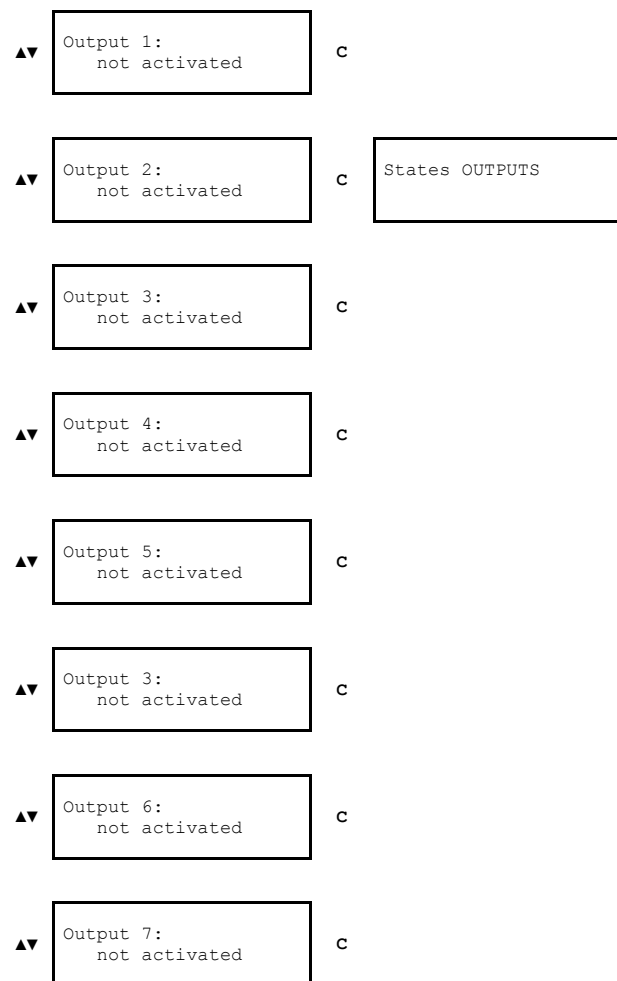 ▲▼ Output 1: C
not activated
▲▼ Output 2: C States OUTPUTS
not activated
▲▼ Output 3: C
not activated
▲▼ Output 4: C
not activated
▲▼ Output 5: C
not activated
▲▼ Output 3: C
not activated
▲▼ Output 6: C
not activated
▲▼ Output 7: C
not activated